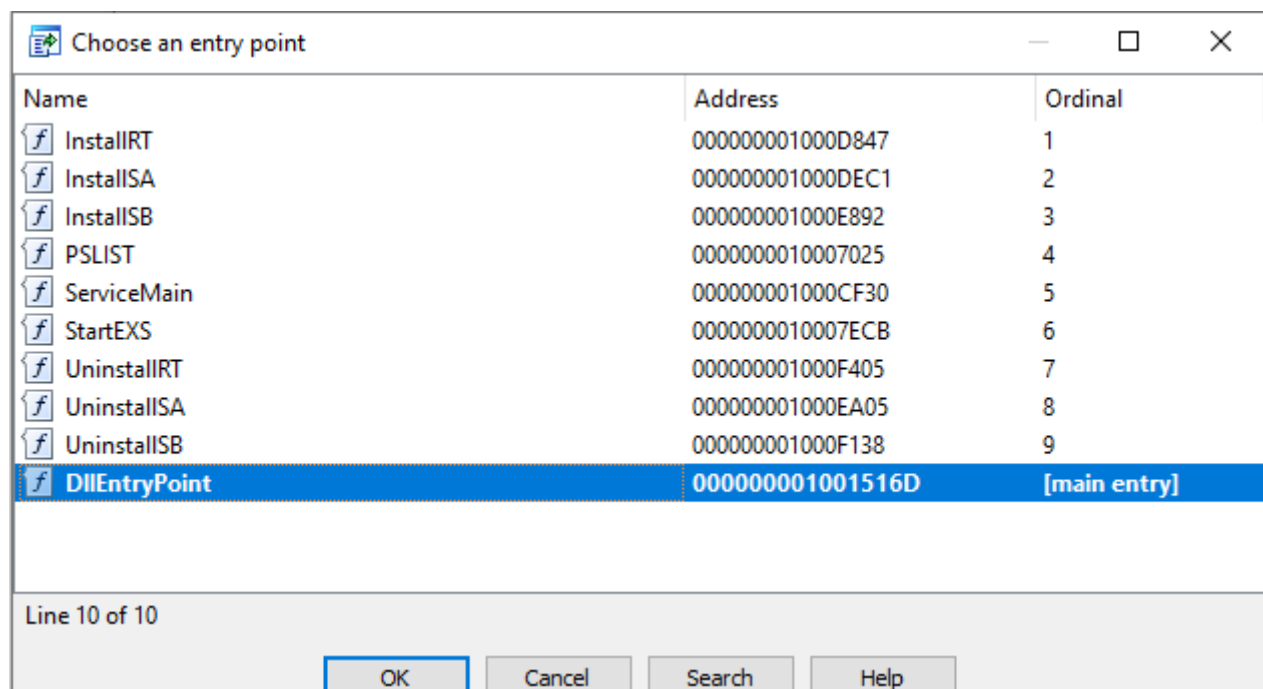 Choose an entry point
Name Address Ordinal
InstallRT 000000001000D847 1
InstallSA 000000001000DEC1 2
InstallSB 000000001000E892 3
PSLIST 0000000010007025 4
ServiceMain 000000001000CF30 5
StartEXS 0000000010007ECB 6
UninstallRT 000000001000F405 7
UninstallSA 000000001000EA05 8
UninstallSB 000000001000F138 9
DllEntryPoint 000000001001516D [main entry]
Line 10 of 10
OK Cancel Search Help